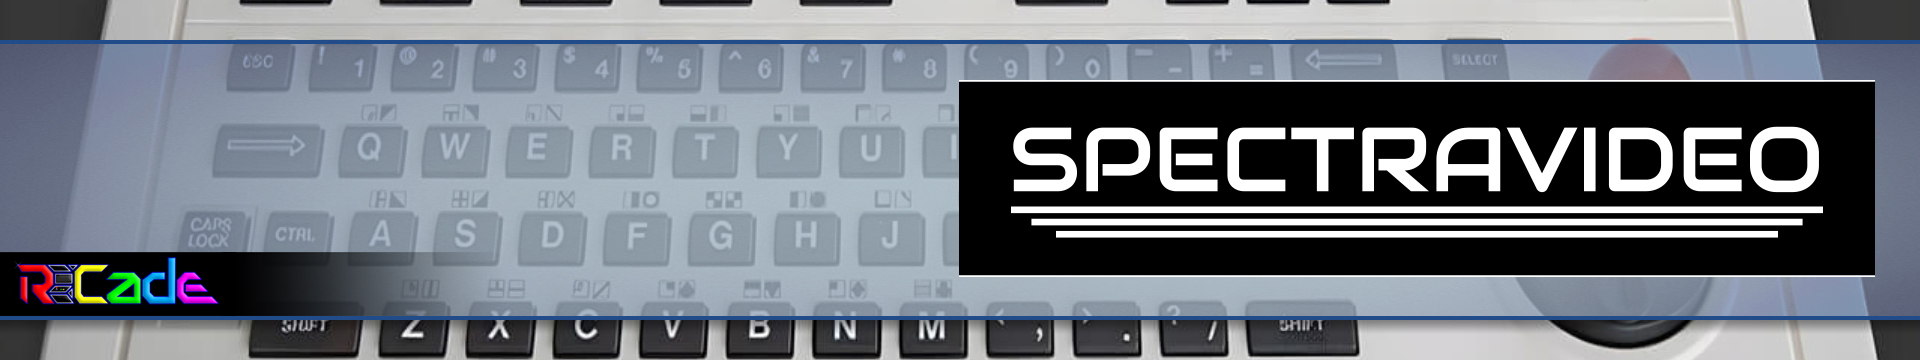 ESC ! 1 @ 2 # 3 $ 4 % 5 ^ 6 & 7 * 8 ( 9 ) 0 - + = SELECT
Q W E R T Y U I
SPECTRAVIDEO
CAPS LOCK CTRL A S D F G H J
ReCade
SHIFT Z X C V B N M < , > . ? / SHIFT